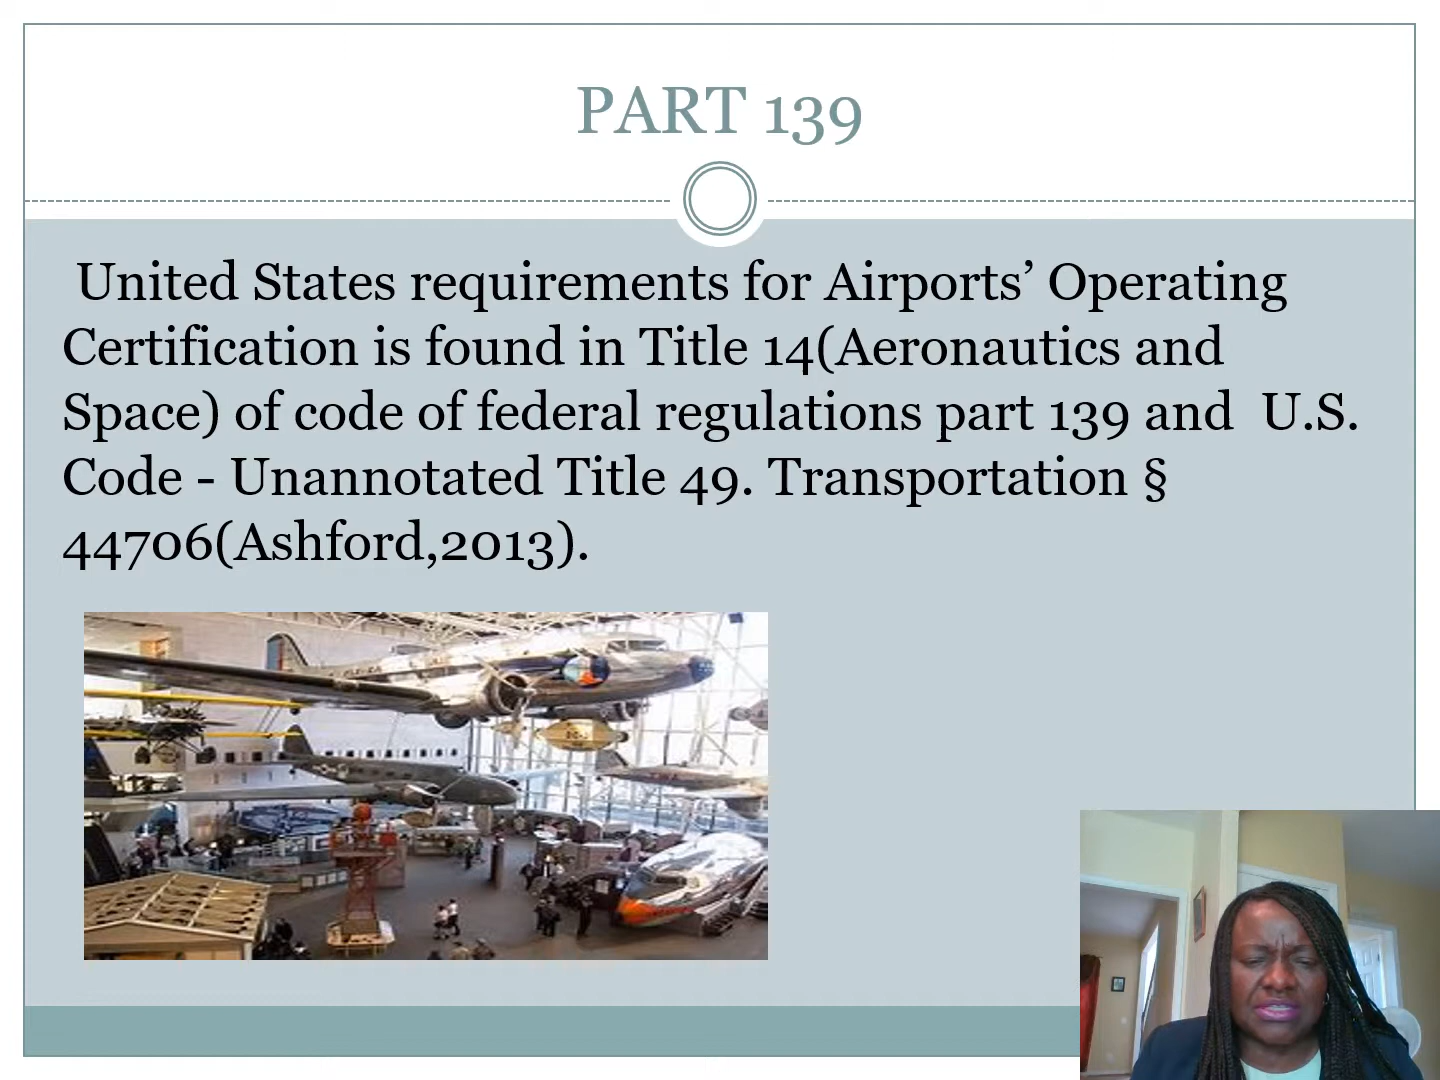 PART 139
United States requirements for Airports’ Operating
Certification is found in Title 14(Aeronautics and
Space) of code of federal regulations part 139 and  U.S.
Code - Unannotated Title 49. Transportation §
44706(Ashford,2013).